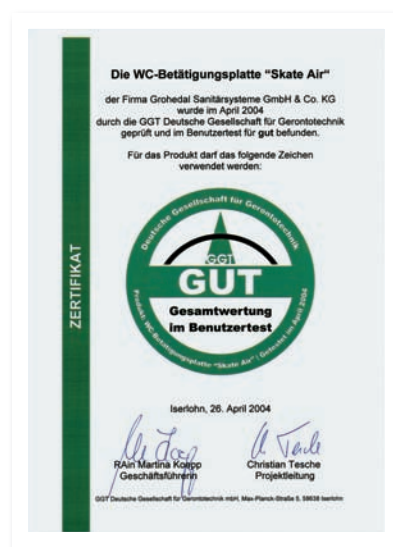 Die WC-Betätigungsplatte "Skate Air"
der Firma Grohedal Sanitärsysteme GmbH & Co. KG
wurde im April 2004
durch die GGT Deutsche Gesellschaft für Gerontotechnik
geprüft und im Benutzertest für gut befunden.
Für das Produkt darf das folgende Zeichen
verwendet werden:
ZERTIFIKAT
Deutsche Gesellschaft für Gerontotechnik
GGT
GUT
Gesamtwertung
im Benutzertest
Produkt: WC-Betätigungsplatte "Skate Air" | Getestet im April 2004
Iserlohn, 26. April 2004
RAin Martina Koepp
Christian Tesche
Geschäftsführerin
Projektleitung
GGT Deutsche Gesellschaft für Gerontotechnik mbH, Max-Planck-Straße 5, 58638 Iserlohn